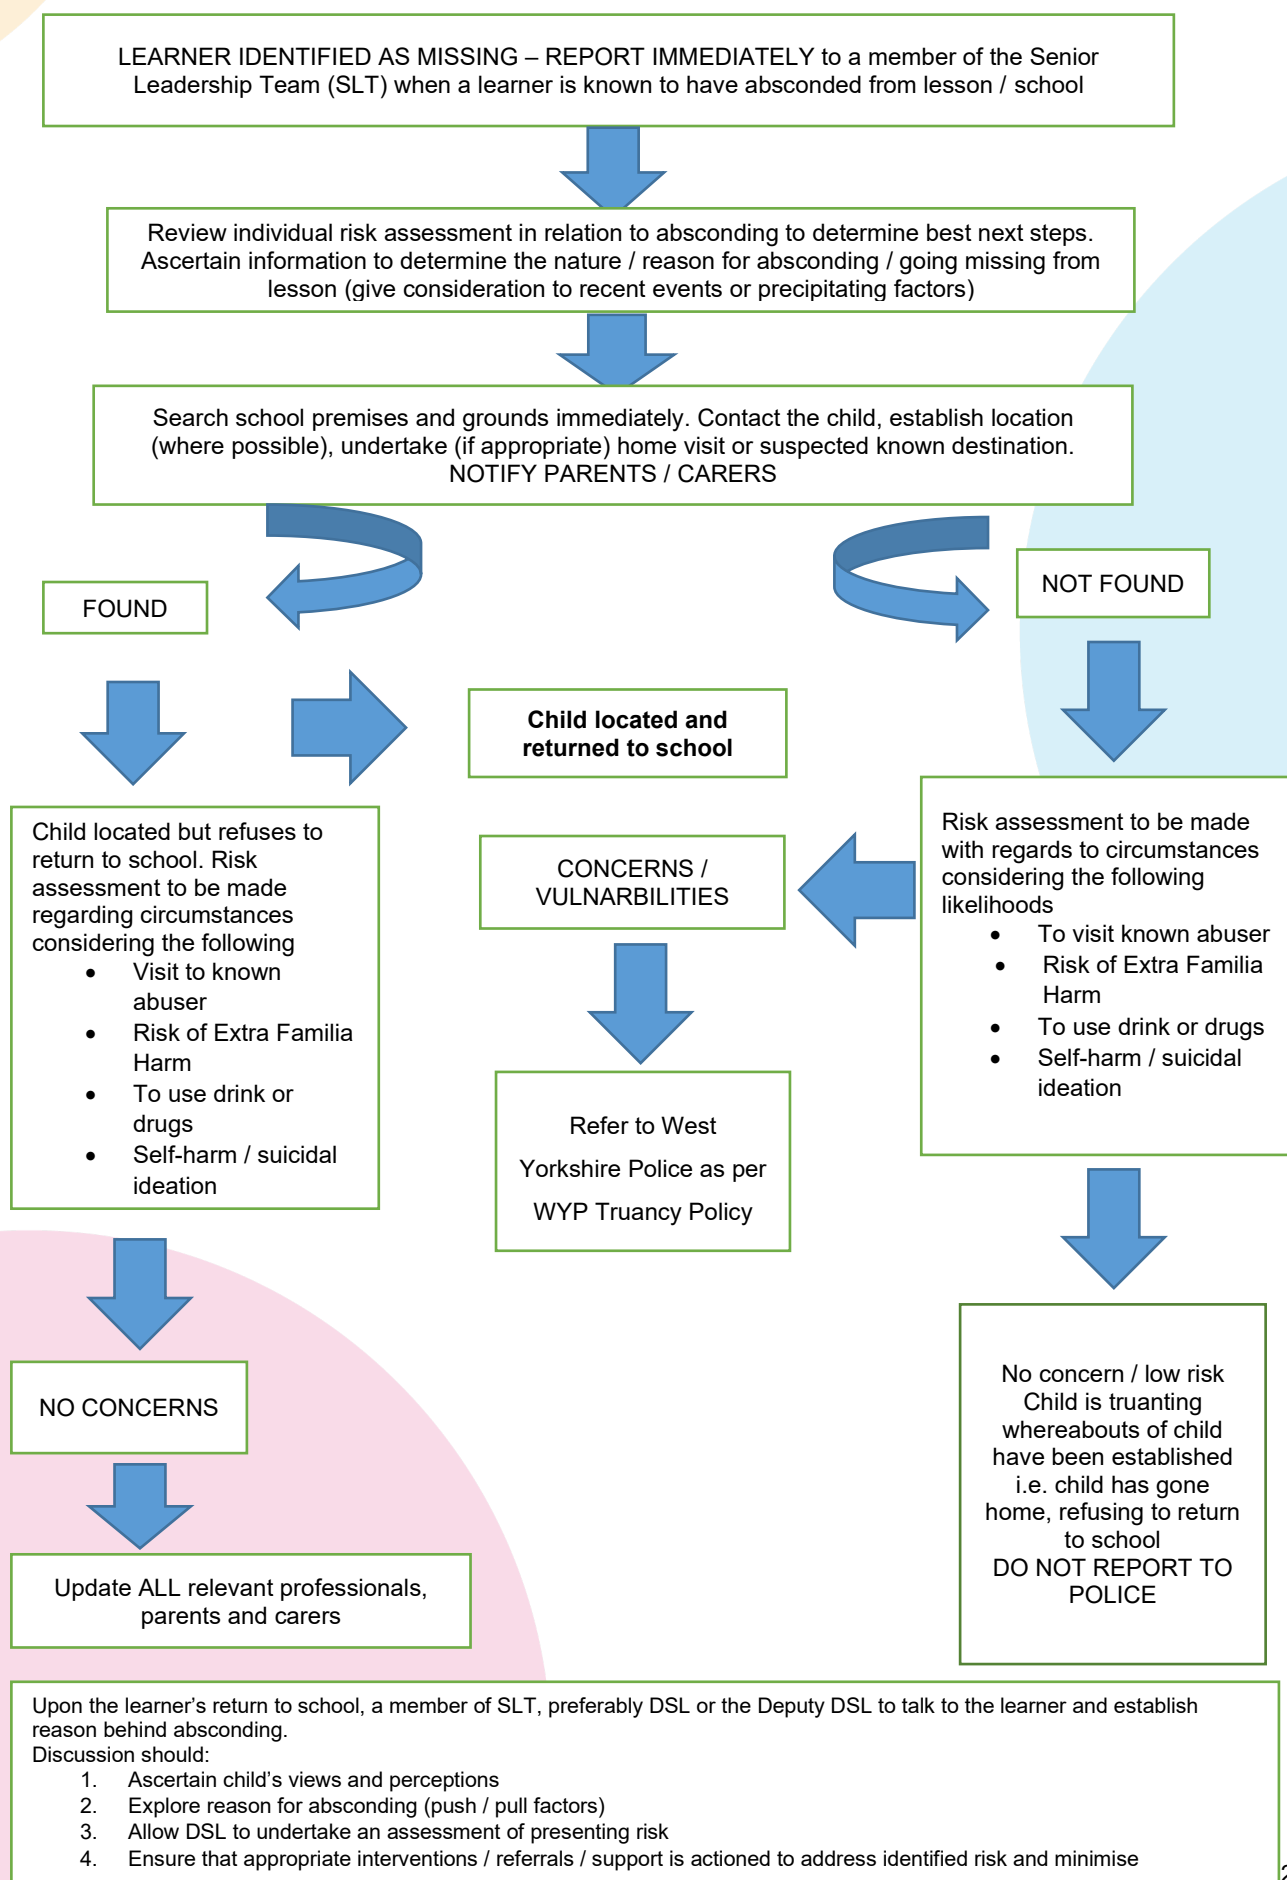 LEARNER IDENTIFIED AS MISSING – REPORT IMMEDIATELY to a member of the Senior
Leadership Team (SLT) when a learner is known to have absconded from lesson / school
Review individual risk assessment in relation to absconding to determine best next steps.
Ascertain information to determine the nature / reason for absconding / going missing from
lesson (give consideration to recent events or precipitating factors)
Search school premises and grounds immediately. Contact the child, establish location
(where possible), undertake (if appropriate) home visit or suspected known destination.
NOTIFY PARENTS / CARERS
FOUND
NOT FOUND
Child located and
returned to school
Child located but refuses to
return to school. Risk
assessment to be made
regarding circumstances
considering the following
• Visit to known
abuser
• Risk of Extra Familia
Harm
• To use drink or
drugs
• Self-harm / suicidal
ideation
CONCERNS /
VULNARBILITIES
Risk assessment to be made
with regards to circumstances
considering the following
likelihoods
• To visit known abuser
• Risk of Extra Familia
Harm
• To use drink or drugs
• Self-harm / suicidal
ideation
Refer to West
Yorkshire Police as per
WYP Truancy Policy
NO CONCERNS
No concern / low risk
Child is truanting
whereabouts of child
have been established
i.e. child has gone
home, refusing to return
to school
DO NOT REPORT TO
POLICE
Update ALL relevant professionals,
parents and carers
Upon the learner's return to school, a member of SLT, preferably DSL or the Deputy DSL to talk to the learner and establish
reason behind absconding.
Discussion should:
1. Ascertain child's views and perceptions
2. Explore reason for absconding (push / pull factors)
3. Allow DSL to undertake an assessment of presenting risk
4. Ensure that appropriate interventions / referrals / support is actioned to address identified risk and minimise